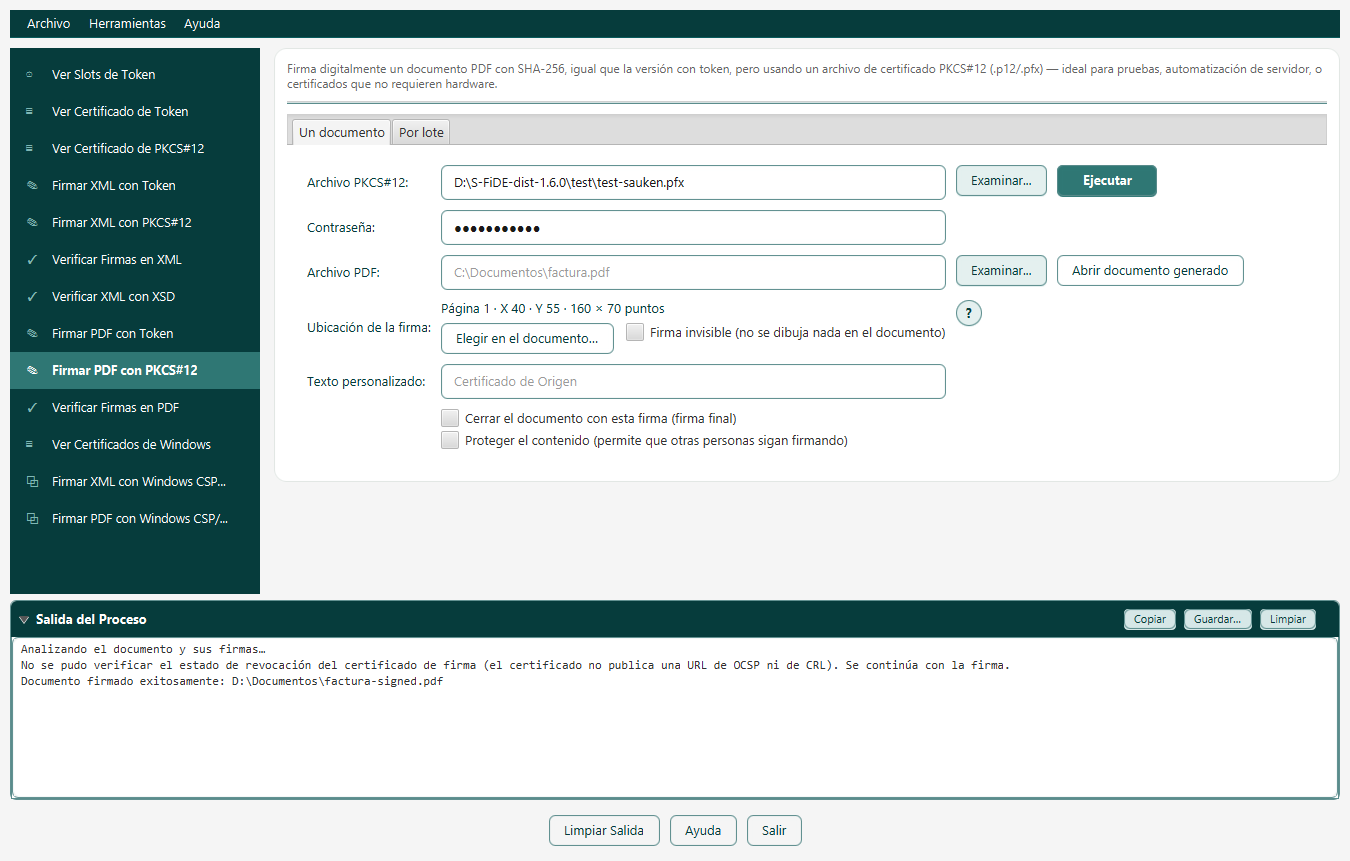 Archivo Herramientas Ayuda
Ver Slots de Token
Ver Certificado de Token
Ver Certificado de PKCS#12
Firmar XML con Token
Firmar XML con PKCS#12
Verificar Firmas en XML
Verificar XML con XSD
Firmar PDF con Token
Firmar PDF con PKCS#12
Verificar Firmas en PDF
Ver Certificados de Windows
Firmar XML con Windows CSP...
Firmar PDF con Windows CSP/...
Firma digitalmente un documento PDF con SHA-256, igual que la versión con token, pero usando un archivo de certificado PKCS#12 (.p12/.pfx) — ideal para pruebas, automatización de servidor, o
certificados que no requieren hardware.
Un documento Por lote
Archivo PKCS#12: D:\S-FiDE-dist-1.6.0\test\test-sauken.pfx Examinar... Ejecutar
Contraseña: ●●●●●●●●●●●
Archivo PDF: C:\Documentos\factura.pdf Examinar... Abrir documento generado
Página 1 · X 40 · Y 55 · 160 × 70 puntos ?
Ubicación de la firma: Elegir en el documento... Firma invisible (no se dibuja nada en el documento)
Texto personalizado: Certificado de Origen
Cerrar el documento con esta firma (firma final)
Proteger el contenido (permite que otras personas sigan firmando)
Salida del Proceso Copiar Guardar... Limpiar
Analizando el documento y sus firmas…
No se pudo verificar el estado de revocación del certificado de firma (el certificado no publica una URL de OCSP ni de CRL). Se continúa con la firma.
Documento firmado exitosamente: D:\Documentos\factura-signed.pdf
Limpiar Salida Ayuda Salir